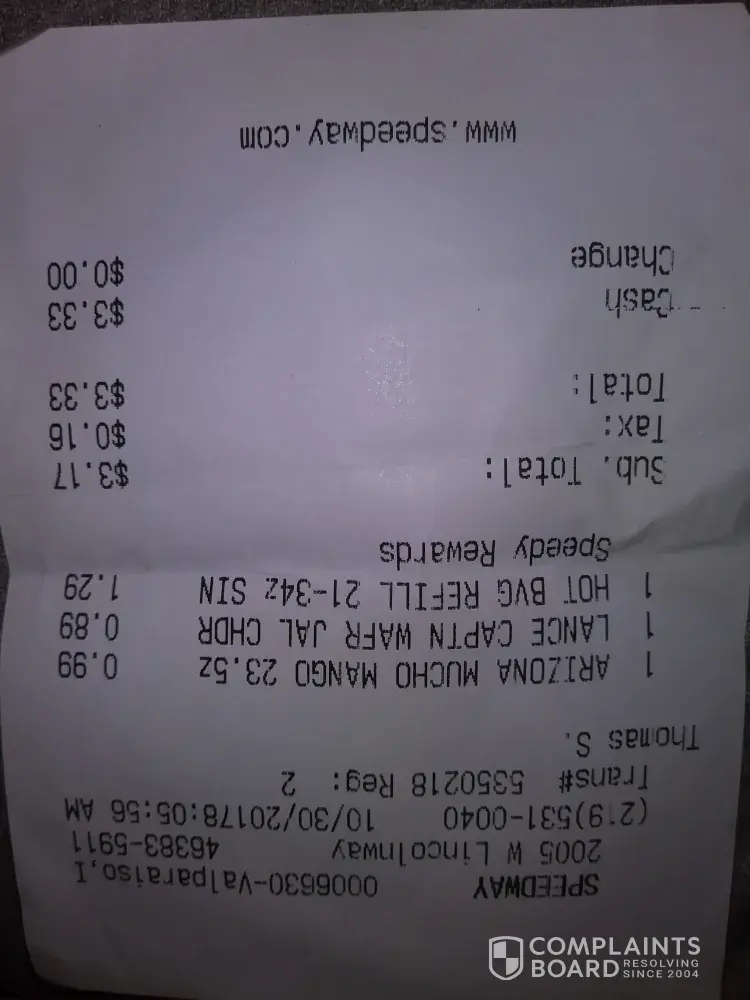 SPEEDWAY 0006630-Valparaiso,I
2005 W Lincolnway 46383-5911
(219)531-0040 10/30/20178:05:56 AM
Trans# 5350218 Reg: 2
Thomas S.
1 ARIZONA MUCHO MANGO 23.5z 0.99
1 LANCE CAPTN WAFR JAL CHDR 0.89
1 HOT BVG REFILL 21-34z SIN 1.29
Speedy Rewards
Sub. Total: $3.17
Tax: $0.16
Total: $3.33
Cash $3.33
Change $0.00
www.speedway.com
COMPLAINTS
BOARD RESOLVING
SINCE 2004